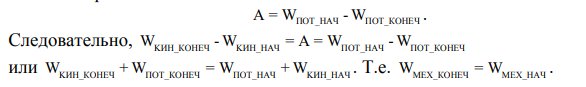 A = W_ПОТ_НАЧ - W_ПОТ_КОНЕЧ .
Следовательно, W_КИН_КОНЕЧ - W_КИН_НАЧ = A = W_ПОТ_НАЧ - W_ПОТ_КОНЕЧ
или W_КИН_КОНЕЧ + W_ПОТ_КОНЕЧ = W_ПОТ_НАЧ + W_КИН_НАЧ . Т.е. W_МЕХ_КОНЕЧ = W_МЕХ_НАЧ .